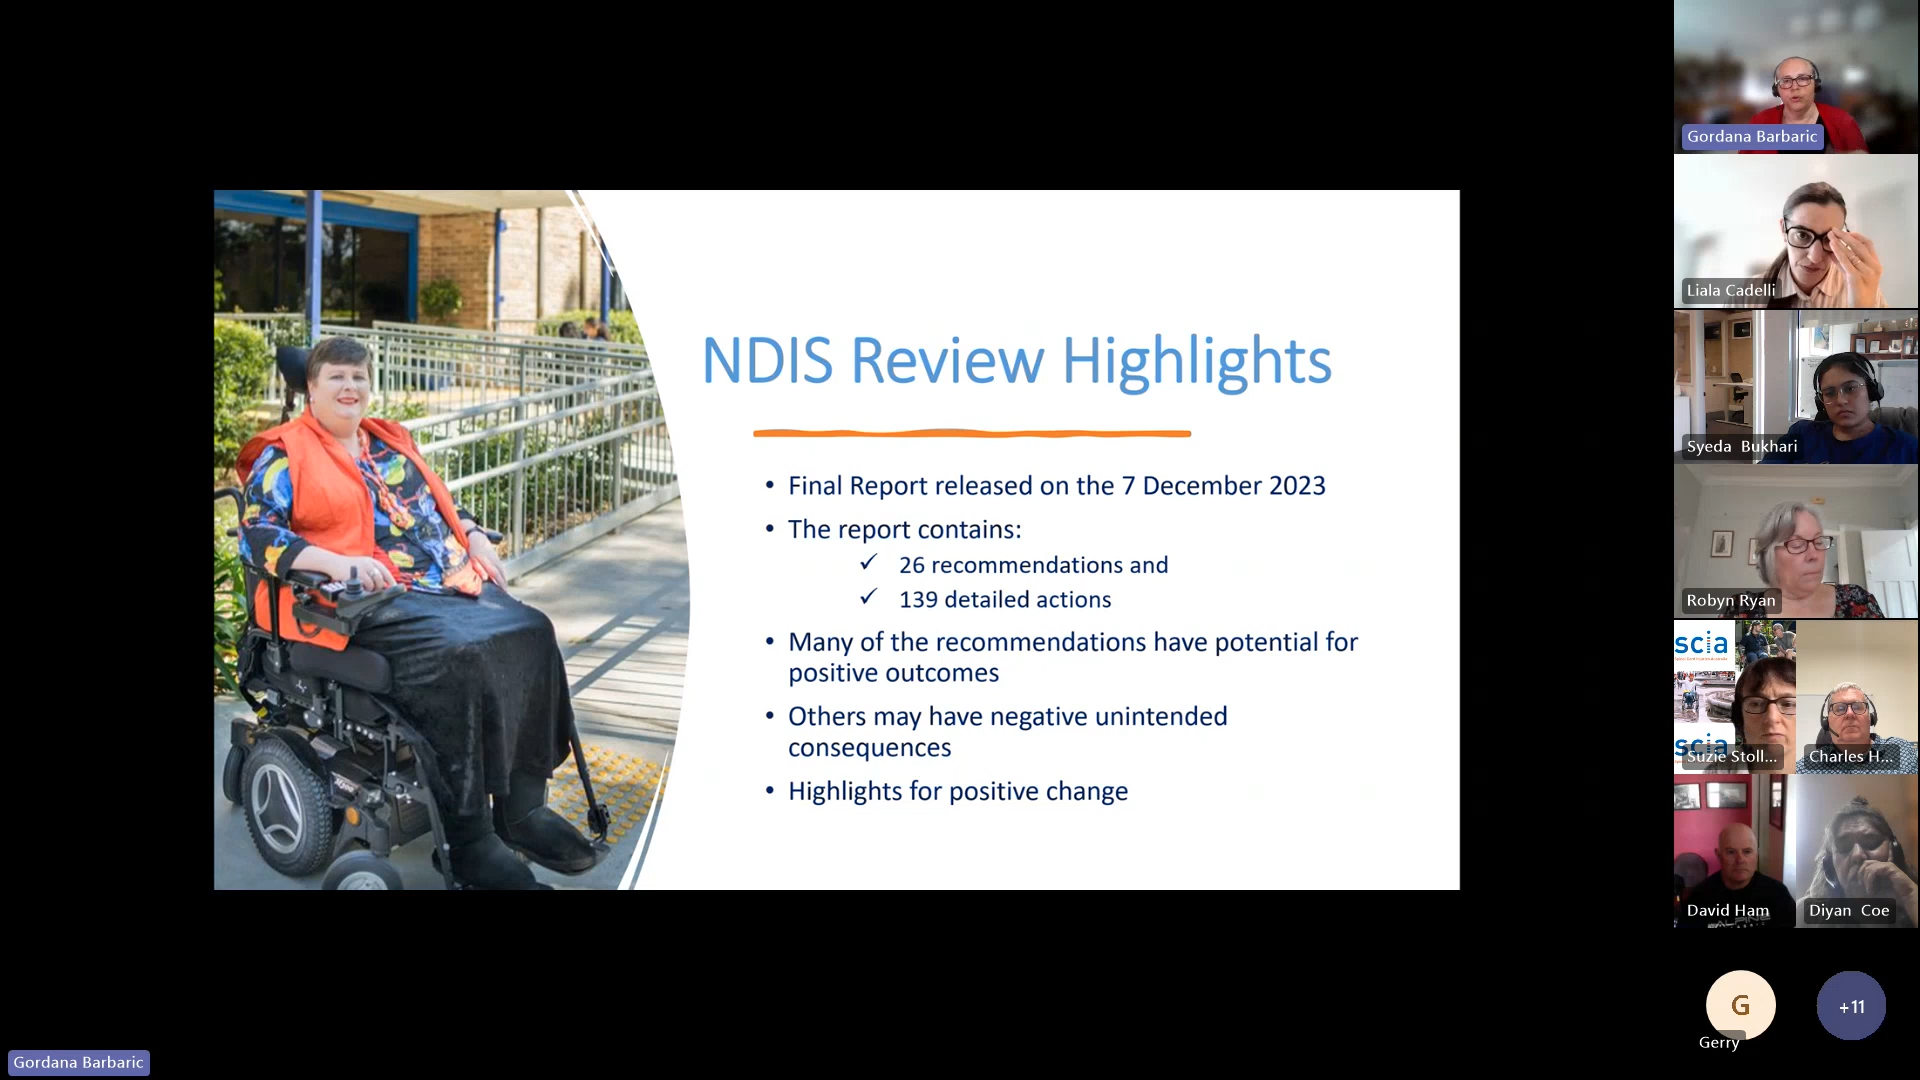 NDIS Review Highlights
• Final Report released on the 7 December 2023
• The report contains:
✓ 26 recommendations and
✓ 139 detailed actions
• Many of the recommendations have potential for
positive outcomes
• Others may have negative unintended
consequences
• Highlights for positive change
Gordana Barbaric
Gordana Barbaric
Liala Cadelli
Syeda Bukhari
Robyn Ryan
scia
scia
Suzie Stoll...
Charles H...
David Ham
Diyan Coe
G
Gerry
+11